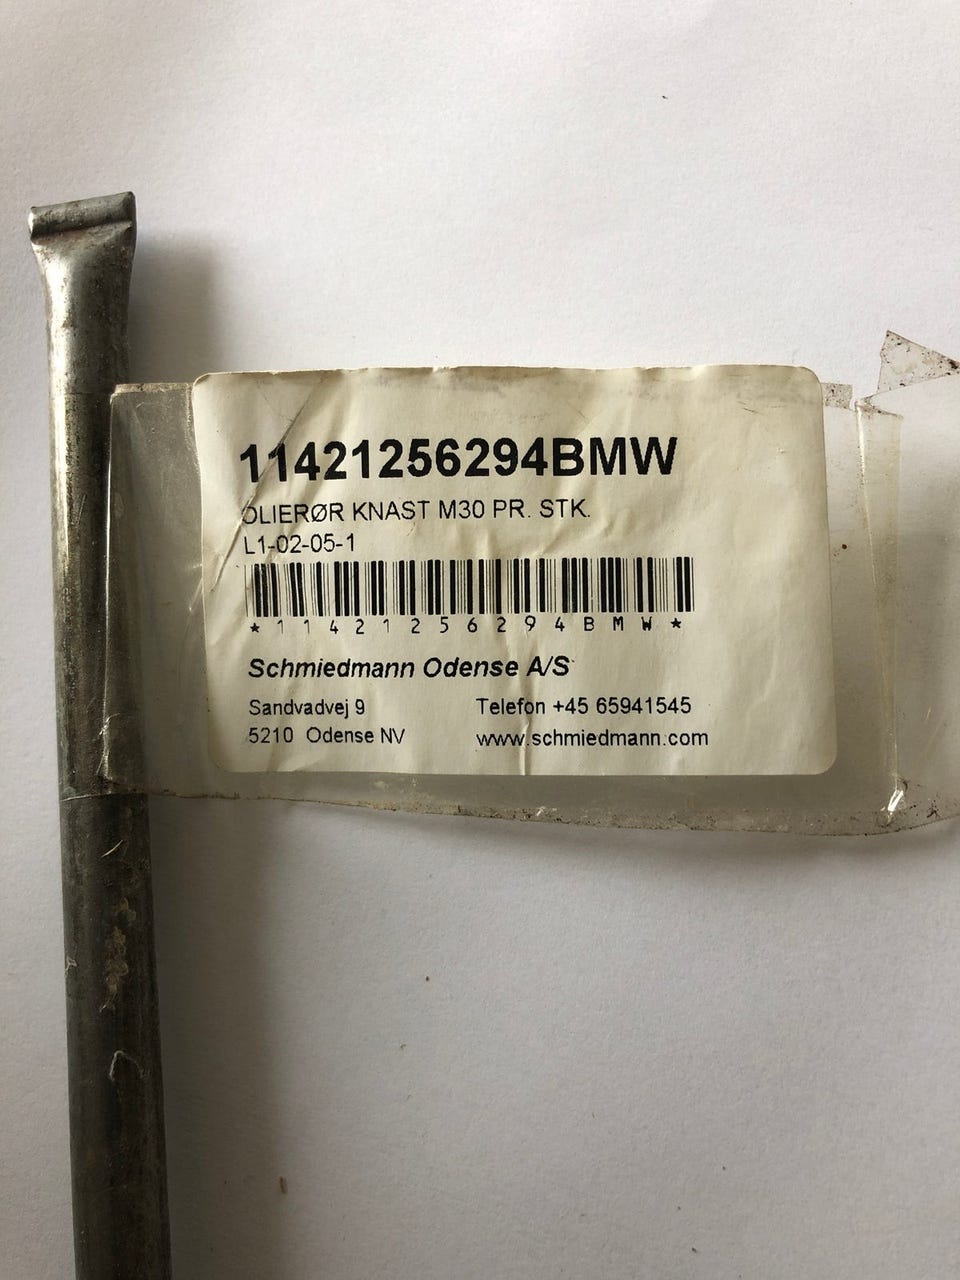 11421256294BMW
OLIERØR KNAST M30 PR. STK.
L1-02-05-1
*11421256294BMW*
Schmiedmann Odense A/S
Sandvadvej 9 Telefon +45 65941545
5210 Odense NV www.schmiedmann.com